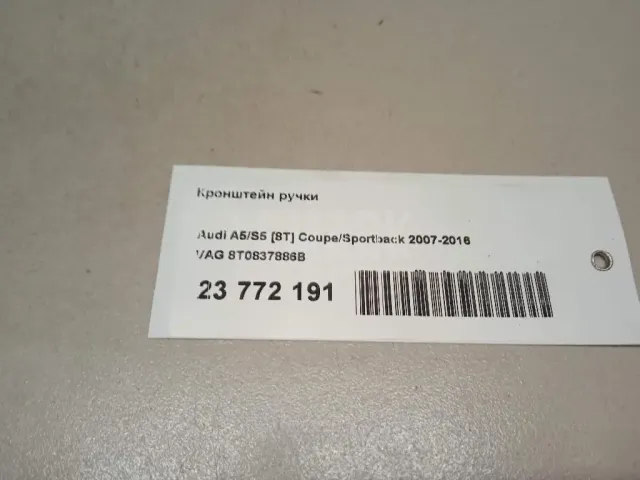 Кронштейн ручки
Audi A5/S5 [8T] Coupe/Sportback 2007-2016
VAG 8T0837886B
23 772 191